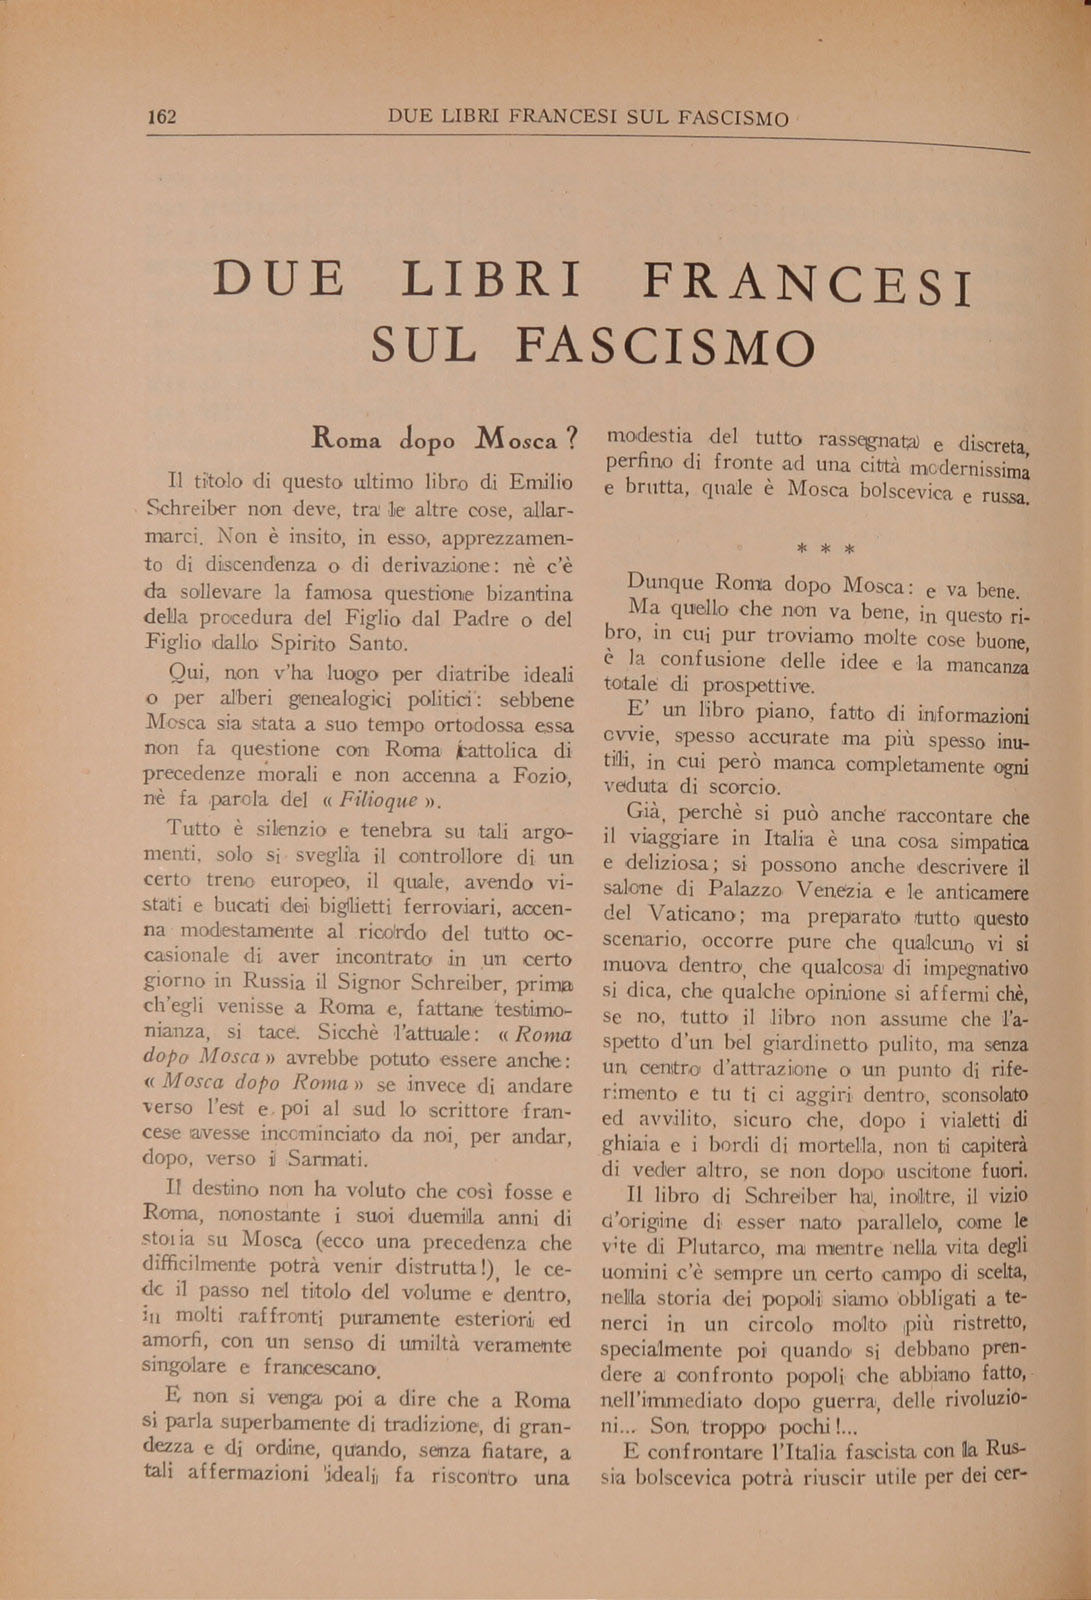 162
DUE LIBRI FRANCESI SUL FASCISMO
DUE LIBRI FRANCESI
SUL FASCISMO
Roma dopo Mosca?
Il titolo di questo ultimo libro di Emilio
Schreiber non deve, tra le altre cose, allar-
marci. Non è insito, in esso, apprezzamen-
to di discendenza o di derivazione: nè c'è
da sollevare la famosa questione bizantina
della procedura del Figlio dal Padre o del
Figlio dallo Spirito Santo.
Qui, non v'ha luogo per diatribe ideali
o per alberi genealogici politici: sebbene
Mosca sia stata a suo tempo ortodossa essa
non fa questione con Roma cattolica di
precedenze morali e non accenna a Fozio,
nè fa parola del « Filioque ».
Tutto è silenzio e tenebra su tali argo-
menti, solo si sveglia il controllore di un
certo treno europeo, il quale, avendo vi-
stati e bucati dei biglietti ferroviari, accen-
na modestamente al ricordo del tutto oc-
casionale di aver incontrato in un certo
giorno in Russia il Signor Schreiber, prima
ch'egli venisse a Roma e, fattane testimo-
nianza, si tace. Sicchè l'attuale: « Roma
dopo Mosca » avrebbe potuto essere anche:
« Mosca dopo Roma » se invece di andare
verso l'est e poi al sud lo scrittore fran-
cese avesse incominciato da noi, per andar,
dopo, verso i Sarmati.
Il destino non ha voluto che così fosse e
Roma, nonostante i suoi duemila anni di
storia su Mosca (ecco una precedenza che
difficilmente potrà venir distrutta!), le ce-
de il passo nel titolo del volume e dentro,
in molti raffronti puramente esteriori ed
amorfi, con un senso di umiltà veramente
singolare e francescano.
E non si venga poi a dire che a Roma
si parla superbamente di tradizione, di gran-
dezza e di ordine, quando, senza fiatare, a
tali affermazioni ideali fa riscontro una
modestia del tutto rassegnata e discreta,
perfino di fronte ad una città modernissima
e brutta, quale è Mosca bolscevica e russa.
* * *
Dunque Roma dopo Mosca: e va bene.
Ma quello che non va bene, in questo ri-
bro, in cui pur troviamo molte cose buone,
è la confusione delle idee e la mancanza
totale di prospettive.
E' un libro piano, fatto di informazioni
ovvie, spesso accurate ma più spesso inu-
tili, in cui però manca completamente ogni
veduta di scorcio.
Già, perchè si può anche raccontare che
il viaggiare in Italia è una cosa simpatica
e deliziosa; si possono anche descrivere il
salone di Palazzo Venezia e le anticamere
del Vaticano; ma preparato tutto questo
scenario, occorre pure che qualcuno vi si
muova dentro, che qualcosa di impegnativo
si dica, che qualche opinione si affermi chè,
se no, tutto il libro non assume che l'a-
spetto d'un bel giardinetto pulito, ma senza
un centro d'attrazione o un punto di rife-
rimento e tu ti ci aggiri dentro, sconsolato
ed avvilito, sicuro che, dopo i vialetti di
ghiaia e i bordi di mortella, non ti capiterà
di veder altro, se non dopo uscitone fuori.
Il libro di Schreiber ha, inoltre, il vizio
d'origine di esser nato parallelo, come le
vite di Plutarco, ma mentre nella vita degli
uomini c'è sempre un certo campo di scelta,
nella storia dei popoli siamo obbligati a te-
nerci in un circolo molto più ristretto,
specialmente poi quando si debbano pren-
dere a confronto popoli che abbiano fatto,
nell'immediato dopo guerra, delle rivoluzio-
ni... Son troppo pochi!...
E confrontare l'Italia fascista con la Rus-
sia bolscevica potrà riuscir utile per dei cer-